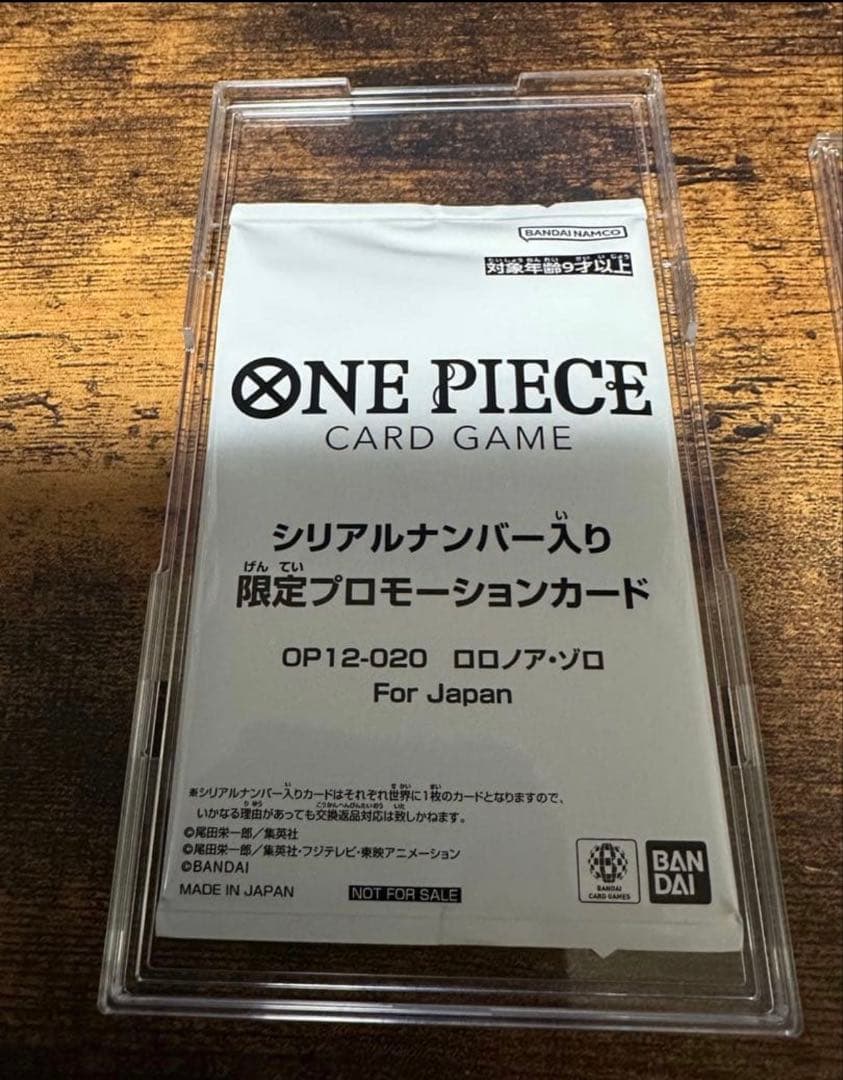 BANDAI NAMCO
対象年齢9才以上
ONE PIECE
CARD GAME
シリアルナンバー入り
限定プロモーションカード
OP12-020 ロロノア・ゾロ
For Japan
※シリアルナンバー入りカードはそれぞれ世界に1枚のカードとなりますので、
いかなる理由があっても交換返品対応は致しかねます。
©尾田栄一郎／集英社
©尾田栄一郎／集英社・フジテレビ・東映アニメーション
©BANDAI
MADE IN JAPAN NOT FOR SALE
BANDAI
CARD GAMES
BAN
DAI